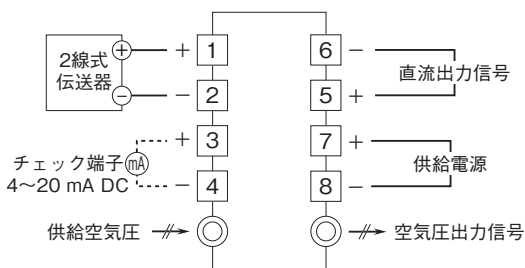 2線式
伝送器
+
−
+ 1
− 2
チェック端子 mA
4～20 mA DC
+ 3
− 4
供給空気圧
6 −
5 +
直流出力信号
7 +
8 −
供給電源
空気圧出力信号